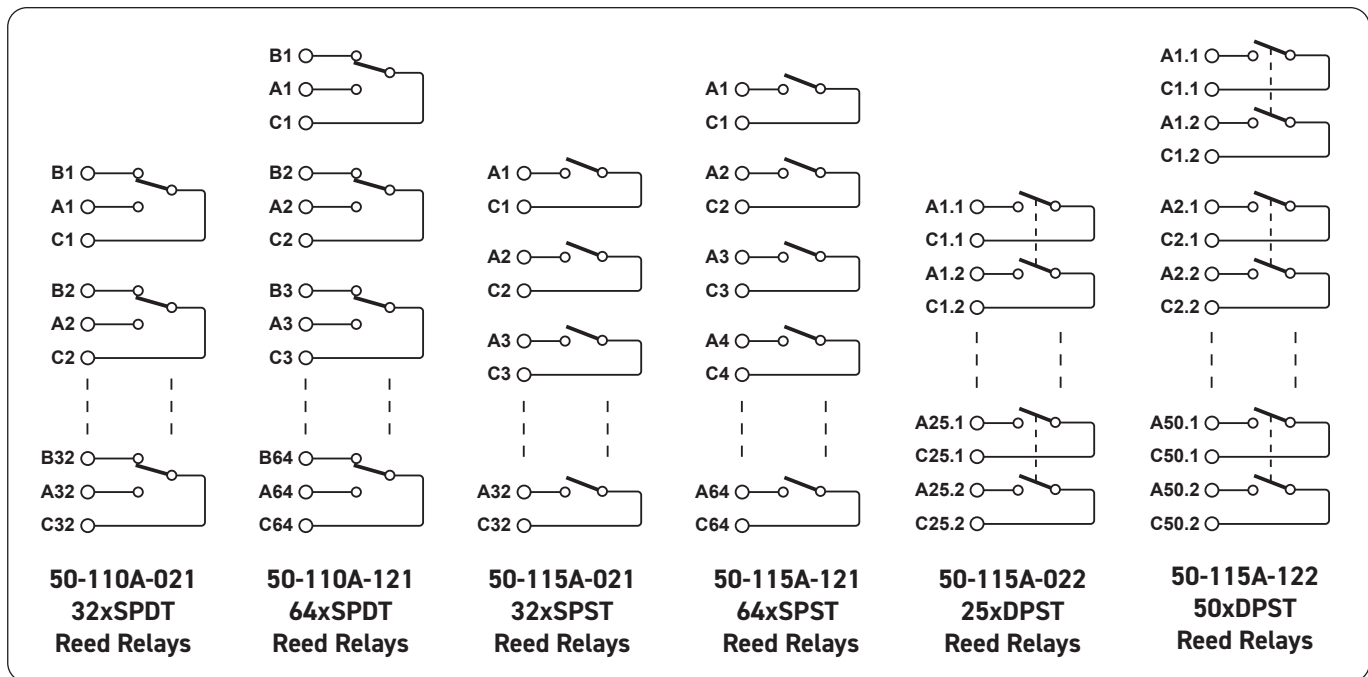 B1
A1
C1
B2
A2
C2
B32
A32
C32
50-110A-021
32xSPDT
Reed Relays
B1
A1
C1
B2
A2
C2
B3
A3
C3
B64
A64
C64
50-110A-121
64xSPDT
Reed Relays
A1
C1
A2
C2
A3
C3
A32
C32
50-115A-021
32xSPST
Reed Relays
A1
C1
A2
C2
A3
C3
A4
C4
A64
C64
50-115A-121
64xSPST
Reed Relays
A1.1
C1.1
A1.2
C1.2
A25.1
C25.1
A25.2
C25.2
50-115A-022
25xDPST
Reed Relays
A1.1
C1.1
A1.2
C1.2
A2.1
C2.1
A2.2
C2.2
A50.1
C50.1
A50.2
C50.2
50-115A-122
50xDPST
Reed Relays